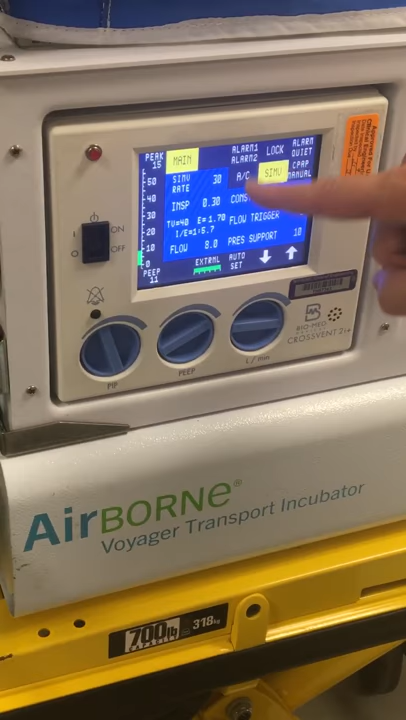 PEAK
15
MAIN
ALARM1
ALARM2
LOCK
ALARM
QUIET
50
40
30
20
10
0
SIMV
RATE
30
A/C
SIMV
CPAP
MANUAL
INSP
0.30
CONS
TV=40 E=1.70
I/E=1:5.7
FLOW TRIGGER
FLOW
8.0
PRES SUPPORT
10
PEEP
11
EXTRNL
AUTO
SET
I
O
ON
OFF
PIP
PEEP
L/min
BIO-MED
CROSSVENT 2i+
AirBORNE®
Voyager Transport Incubator
700lb
CAPACITY
318kg